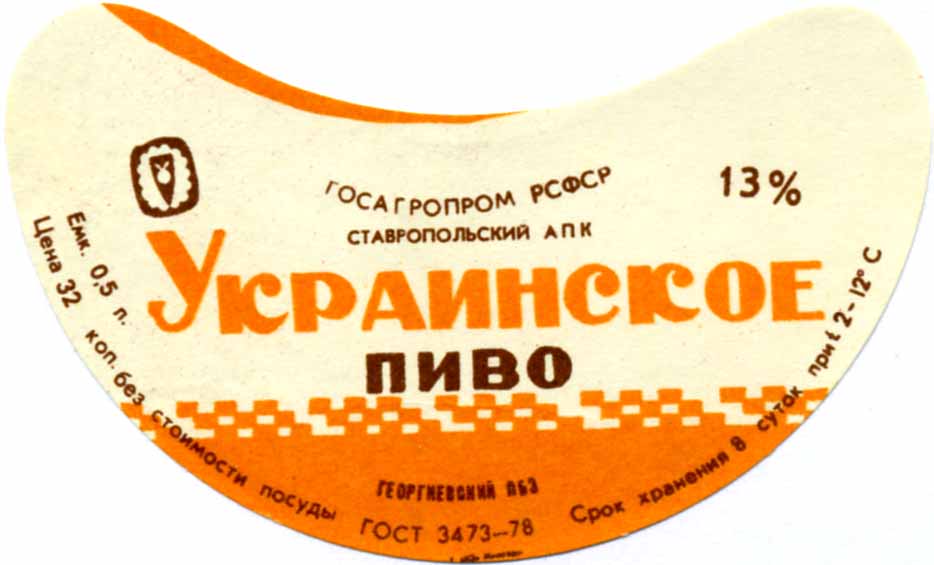 ГОСАГРОПРОМ РСФСР
13%
СТАВРОПОЛЬСКИЙ АПК
УКРАИНСКОЕ
ПИВО
Емк. 0,5 л.
Цена 32 коп. без стоимости посуды
ГЕОРГИЕВСКИЙ ПБЗ
ГОСТ 3473—78
Срок хранения 8 суток при t 2-12°C